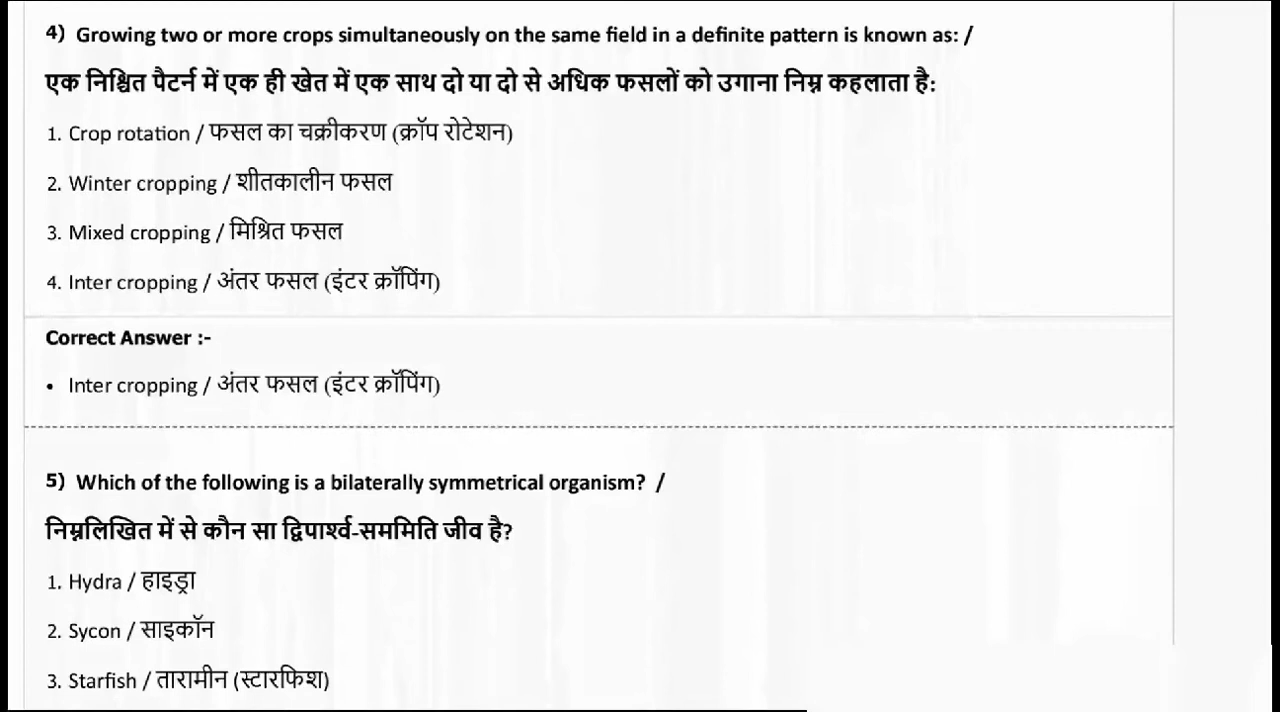 4) Growing two or more crops simultaneously on the same field in a definite pattern is known as: /
एक निश्चित पैटर्न में एक ही खेत में एक साथ दो या दो से अधिक फसलों को उगाना निम्न कहलाता है:
1. Crop rotation / फसल का चक्रीकरण (क्रॉप रोटेशन)
2. Winter cropping / शीतकालीन फसल
3. Mixed cropping / मिश्रित फसल
4. Inter cropping / अंतर फसल (इंटर क्रॉपिंग)
Correct Answer :-
• Inter cropping / अंतर फसल (इंटर क्रॉपिंग)
5) Which of the following is a bilaterally symmetrical organism? /
निम्नलिखित में से कौन सा द्विपार्श्व-सममिति जीव है?
1. Hydra / हाइड्रा
2. Sycon / साइकॉन
3. Starfish / तारामीन (स्टारफिश)